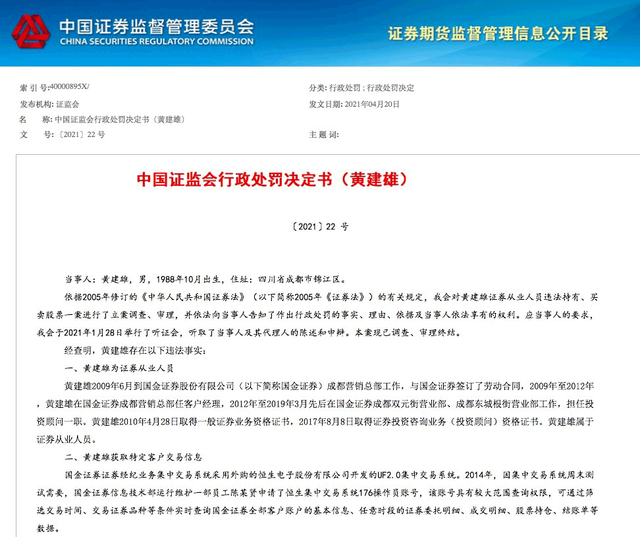 中国证券监督管理委员会
CHINA SECURITIES REGULATORY COMMISSION
证券期货监督管理信息公开目录
索 引 号:40000895X/
分类: 行政处罚 ; 行政处罚决定
发布机构: 证监会
发文日期: 2021年04月20日
名 称: 中国证监会行政处罚决定书（黄建雄）
文 号: 〔2021〕22 号
主 题 词:
中国证监会行政处罚决定书（黄建雄）
〔2021〕22 号
当事人：黄建雄，男，1988年10月出生，住址：四川省成都市锦江区。
依据2005年修订的《中华人民共和国证券法》（以下简称2005年《证券法》）的有关规定，我会对黄建雄证券从业人员违法持有、买
卖股票一案进行了立案调查、审理，并依法向当事人告知了作出行政处罚的事实、理由、依据及当事人依法享有的权利。应当事人的要求，
我会于2021年1月28日举行了听证会，听取了当事人及其代理人的陈述和申辩。本案现已调查、审理终结。
经查明，黄建雄存在以下违法事实：
一、黄建雄为证券从业人员
黄建雄2009年6月到国金证券股份有限公司（以下简称国金证券）成都营销总部工作，与国金证券签订了劳动合同，2009年至2012年
，黄建雄在国金证券成都营销总部任客户经理，2012年至2019年3月先后在国金证券成都双元街营业部、成都东城根街营业部工作，担任投
资顾问一职。黄建雄2010年4月28日取得一般证券业务资格证书，2017年8月8日取得证券投资咨询业务（投资顾问）资格证书。黄建雄属于
证券从业人员。
二、黄建雄获取特定客户交易信息
国金证券证券经纪业务集中交易系统采用外购的恒生电子股份有限公司开发的UF2.0集中交易系统。2014年，因集中交易系统周末测
试需要，国金证券信息技术部运行维护一部员工陈某贤申请了恒生集中交易系统176操作员账号，该账号具有较大范围查询权限，可通过筛
选交易时间、交易证券品种等条件实时查询国金证券全部客户账户的基本信息、任意时段的证券委托明细、成交明细、股票持仓、结账单等
数据。